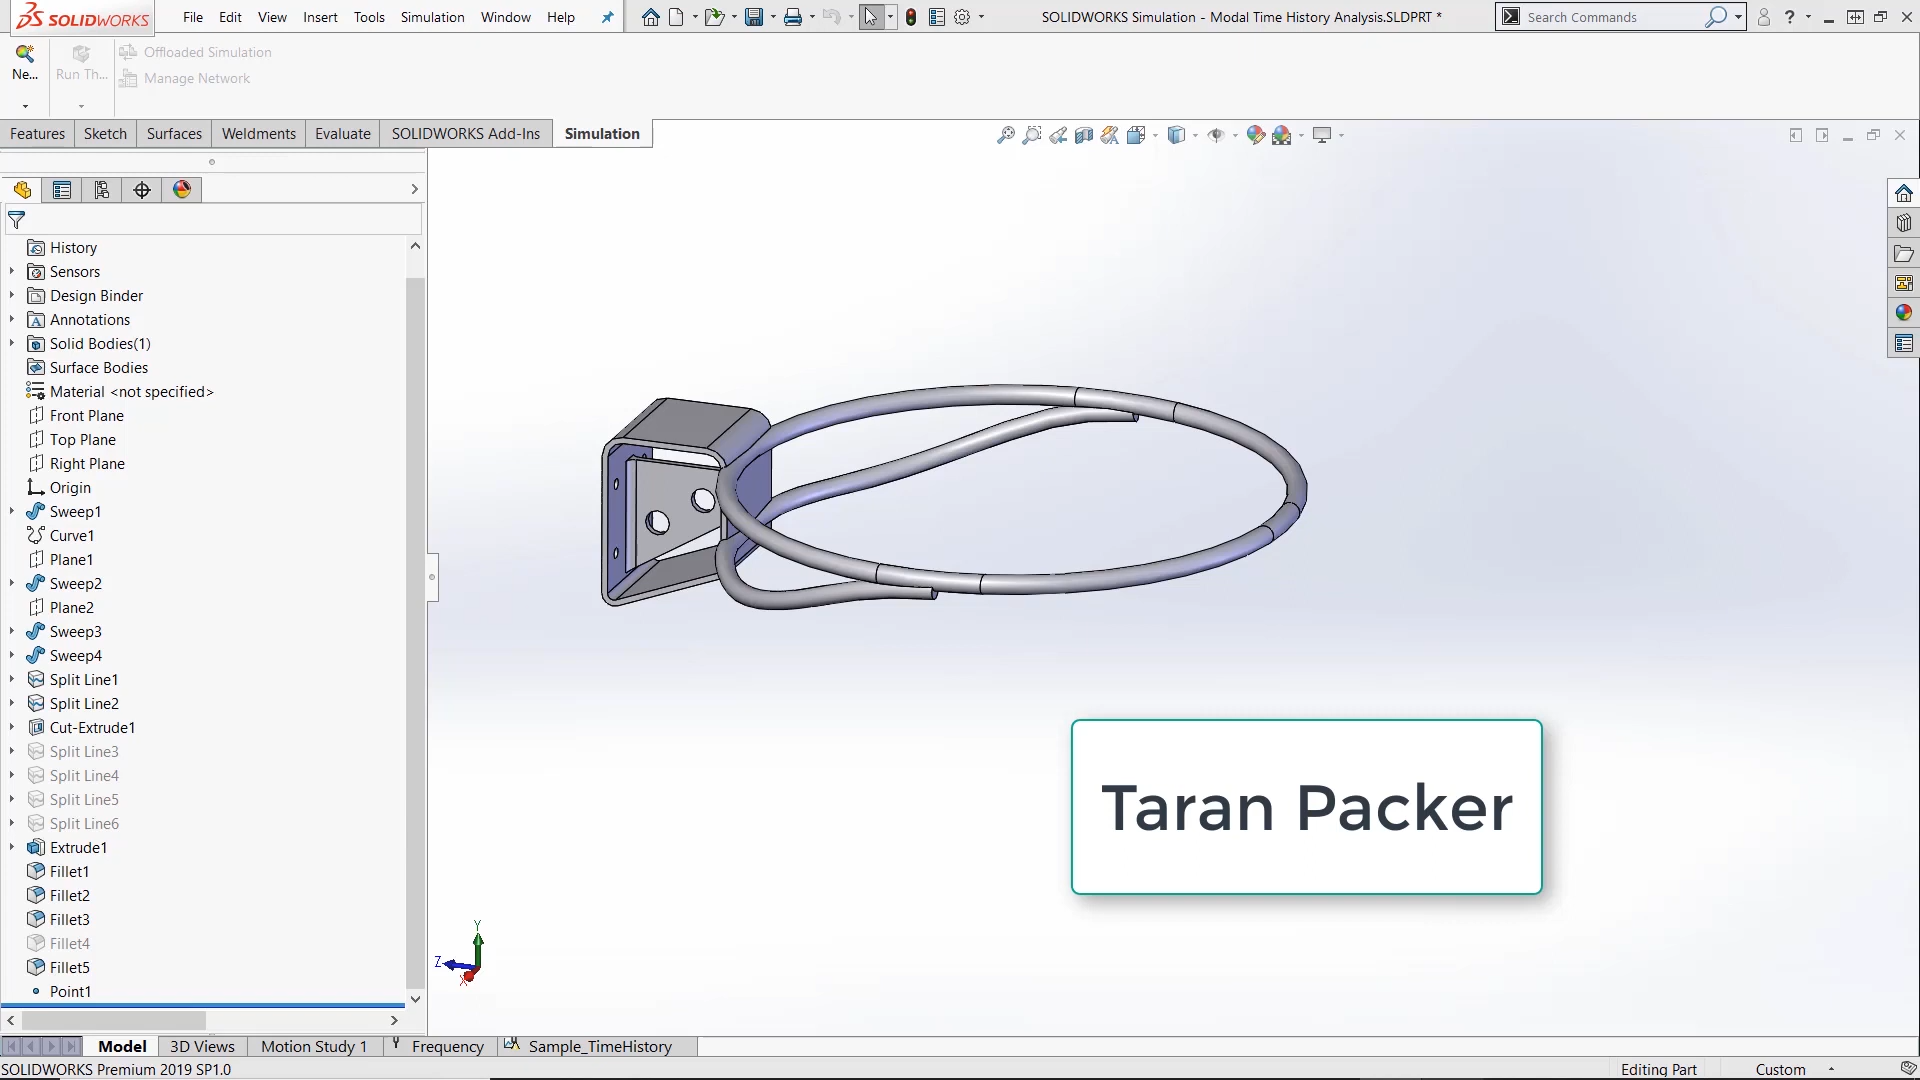 SOLIDWORKS
File Edit View Insert Tools Simulation Window Help
SOLIDWORKS Simulation - Modal Time History Analysis.SLDPRT *
Search Commands
Ne...
Run Th...
Offloaded Simulation
Manage Network
Features Sketch Surfaces Weldments Evaluate SOLIDWORKS Add-Ins Simulation
History
Sensors
Design Binder
Annotations
Solid Bodies(1)
Surface Bodies
Material <not specified>
Front Plane
Top Plane
Right Plane
Origin
Sweep1
Curve1
Plane1
Sweep2
Plane2
Sweep3
Sweep4
Split Line1
Split Line2
Cut-Extrude1
Split Line3
Split Line4
Split Line5
Split Line6
Extrude1
Fillet1
Fillet2
Fillet3
Fillet4
Fillet5
Point1
Taran Packer
Y
Z
X
Model 3D Views Motion Study 1 Frequency Sample_TimeHistory
SOLIDWORKS Premium 2019 SP1.0
Editing Part
Custom